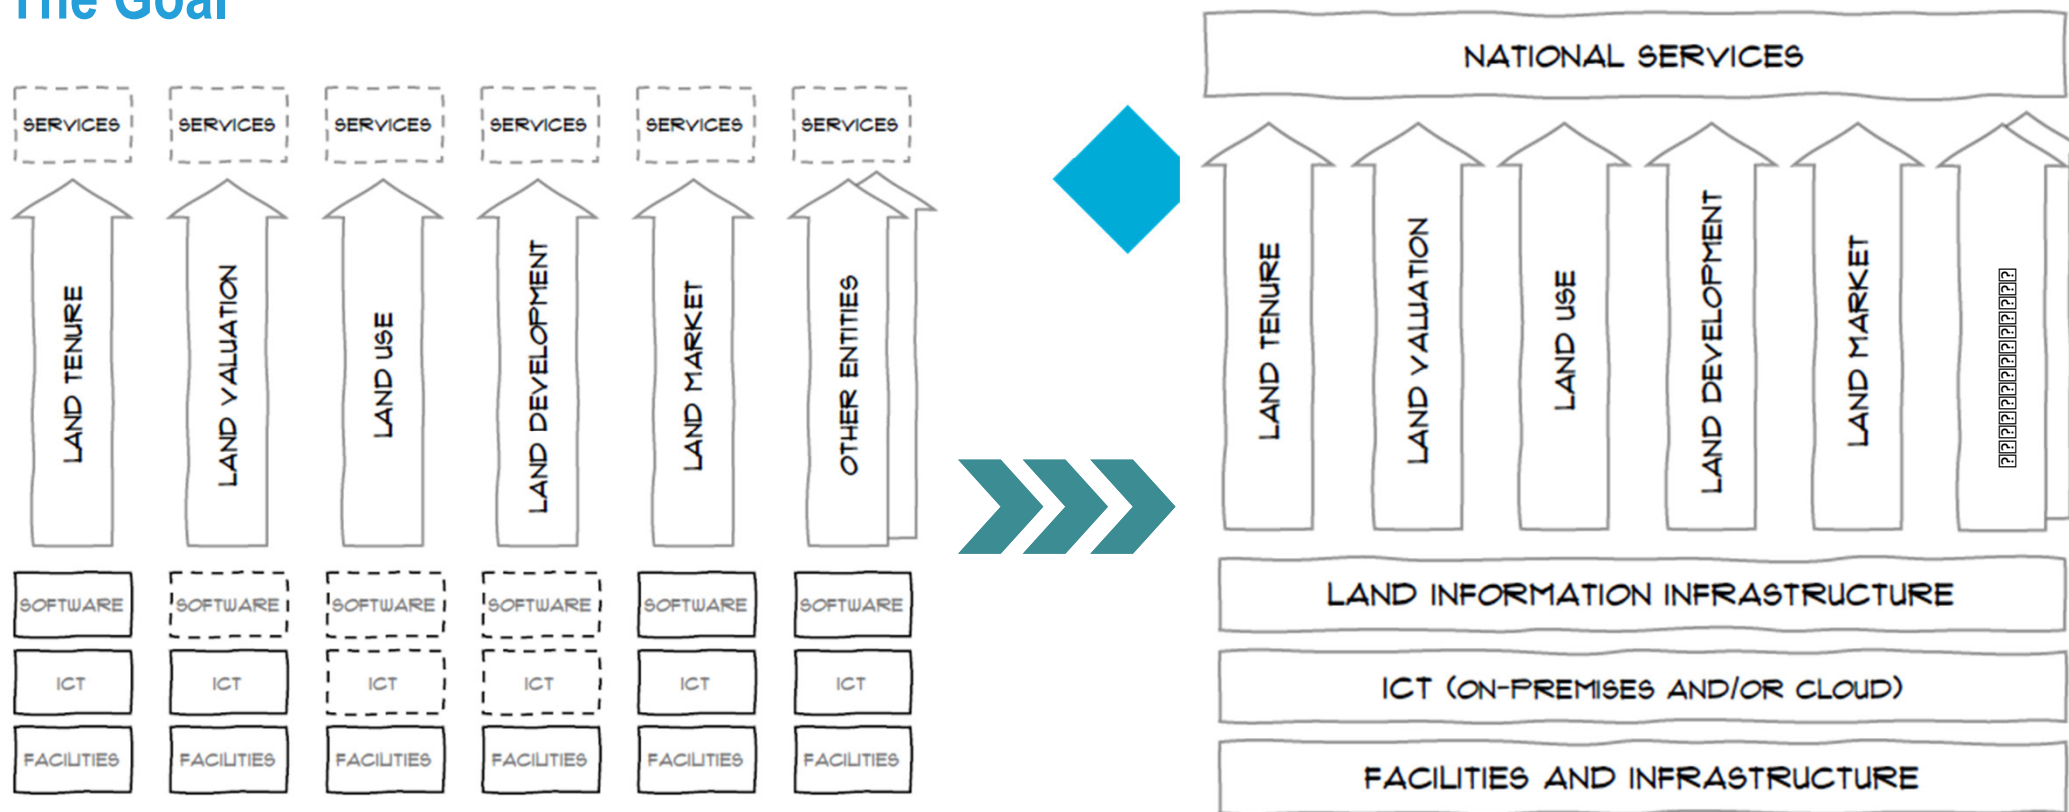 The Goal
SERVICES SERVICES SERVICES SERVICES SERVICES SERVICES
LAND TENURE
LAND VALUATION
LAND USE
LAND DEVELOPMENT
LAND MARKET
OTHER ENTITIES
SOFTWARE SOFTWARE SOFTWARE SOFTWARE SOFTWARE SOFTWARE
ICT ICT ICT ICT ICT ICT
FACILITIES FACILITIES FACILITIES FACILITIES FACILITIES FACILITIES
NATIONAL SERVICES
LAND TENURE
LAND VALUATION
LAND USE
LAND DEVELOPMENT
LAND MARKET
LAND INFORMATION INFRASTRUCTURE
ICT (ON-PREMISES AND/OR CLOUD)
FACILITIES AND INFRASTRUCTURE